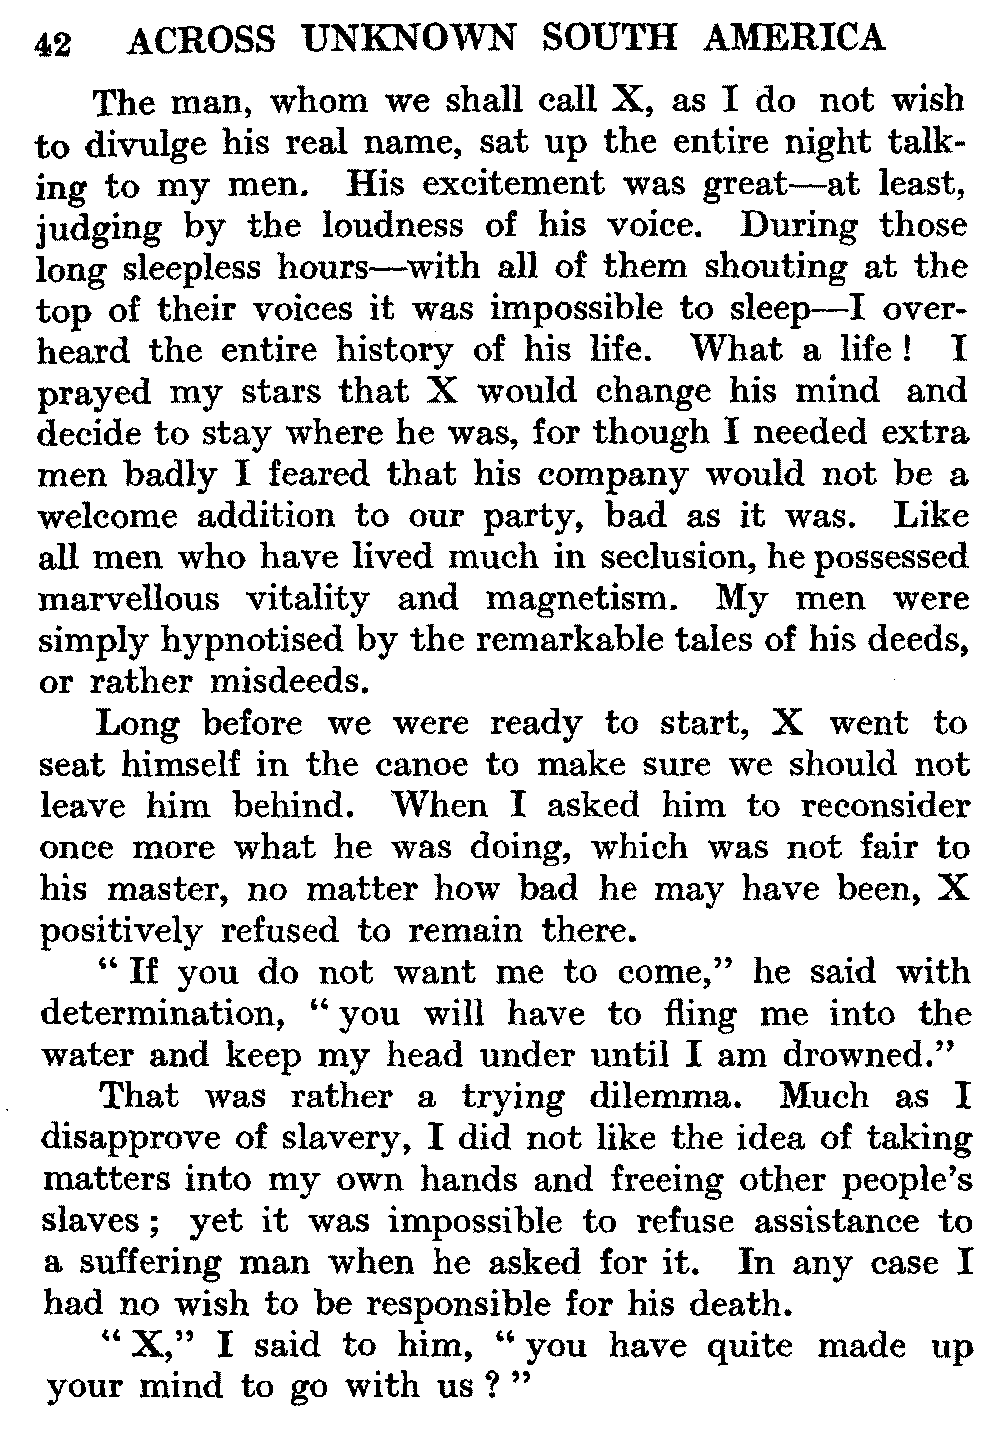 42 ACROSS UNKNOWN SOUTH AMERICA
The man, whom we shall call X, as I do not wish
to divulge his real name, sat up the entire night talk-
ing to my men. His excitement was great—at least,
judging by the loudness of his voice. During those
long sleepless hours—with all of them shouting at the
top of their voices it was impossible to sleep—I over-
heard the entire history of his life. What a life! I
prayed my stars that X would change his mind and
decide to stay where he was, for though I needed extra
men badly I feared that his company would not be a
welcome addition to our party, bad as it was. Like
all men who have lived much in seclusion, he possessed
marvellous vitality and magnetism. My men were
simply hypnotised by the remarkable tales of his deeds,
or rather misdeeds.
Long before we were ready to start, X went to
seat himself in the canoe to make sure we should not
leave him behind. When I asked him to reconsider
once more what he was doing, which was not fair to
his master, no matter how bad he may have been, X
positively refused to remain there.
“If you do not want me to come,” he said with
determination, “you will have to fling me into the
water and keep my head under until I am drowned.”
That was rather a trying dilemma. Much as I
disapprove of slavery, I did not like the idea of taking
matters into my own hands and freeing other people’s
slaves; yet it was impossible to refuse assistance to
a suffering man when he asked for it. In any case I
had no wish to be responsible for his death.
“X,” I said to him, “you have quite made up
your mind to go with us?”